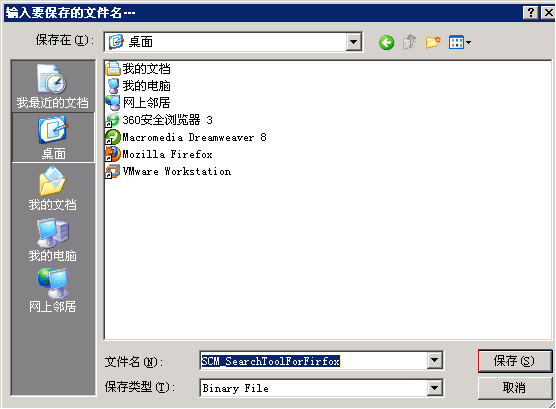 输入要保存的文件名---
保存在(I):
桌面
我最近的文档
桌面
我的文档
我的电脑
网上邻居
我的文档
我的电脑
网上邻居
360安全浏览器 3
Macromedia Dreamweaver 8
Mozilla Firefox
VMware Workstation
文件名(N):
SCM_SearchToolForFirfox
保存(S)
保存类型(T):
Binary File
取消